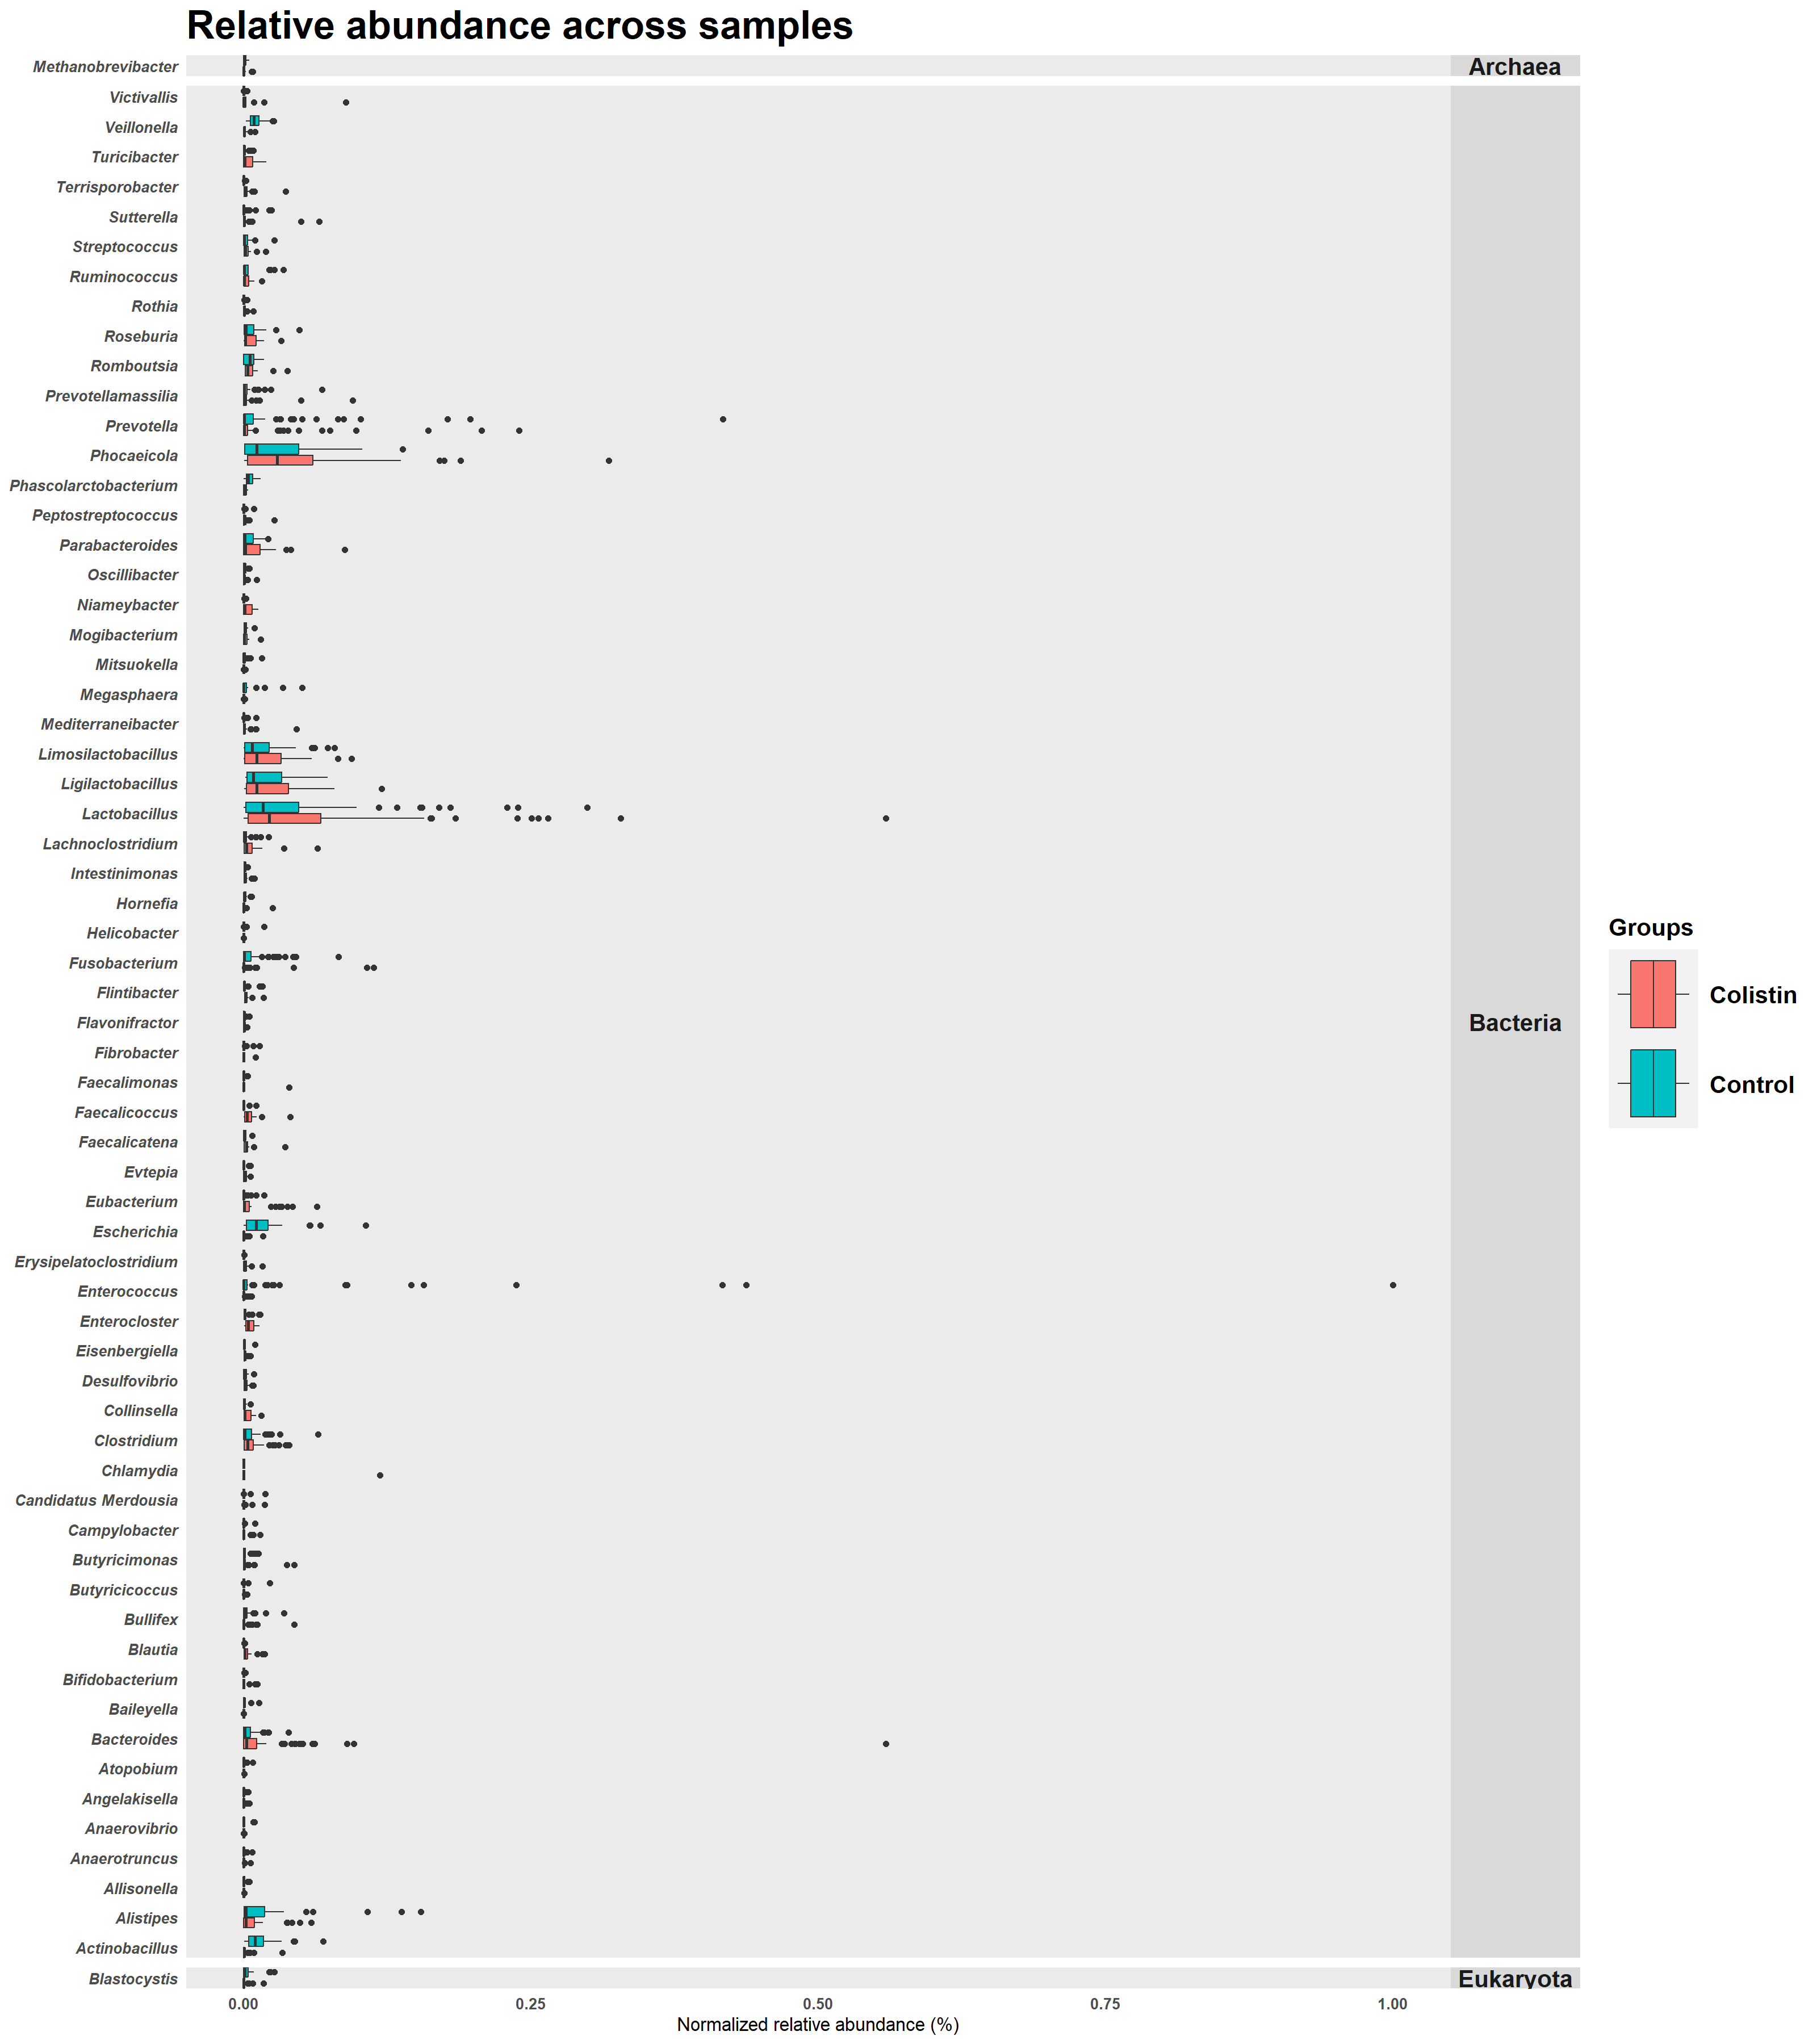 Relative abundance across samples
Methanobrevibacter
Archaea
Victivallis
Veillonella
Turicibacter
Terrisporobacter
Sutterella
Streptococcus
Ruminococcus
Rothia
Roseburia
Romboutsia
Prevotellamassilia
Prevotella
Phocaeicola
Phascolarctobacterium
Peptostreptococcus
Parabacteroides
Oscillibacter
Niameybacter
Mogibacterium
Mitsuokella
Megasphaera
Mediterraneibacter
Limosilactobacillus
Ligilactobacillus
Lactobacillus
Lachnoclostridium
Intestinimonas
Hornefia
Helicobacter
Fusobacterium
Flintibacter
Flavonifractor
Fibrobacter
Faecalimonas
Faecalicoccus
Faecalicatena
Evtepia
Eubacterium
Escherichia
Erysipelatoclostridium
Enterococcus
Enterocloster
Eisenbergiella
Desulfovibrio
Collinsella
Clostridium
Chlamydia
Candidatus Merdousia
Campylobacter
Butyricimonas
Butyricicoccus
Bullifex
Blautia
Bifidobacterium
Baileyella
Bacteroides
Atopobium
Angelakisella
Anaerovibrio
Anaerotruncus
Allisonella
Alistipes
Actinobacillus
Bacteria
Blastocystis
Eukaryota
0.00 0.25 0.50 0.75 1.00
Normalized relative abundance (%)
Groups
Colistin
Control